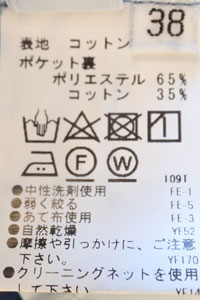 38
表地 コットン
ポケット裏
ポリエステル 65%
コットン 35%
F W
109T
●中性洗剤使用 FE-1
●弱く絞る FE-5
●あて布使用 FE-3
●自然乾燥 YF52
●摩擦や引っかけに、ご注意
下さい。 YF170
●クリーニングネットを使用
して下さい YF14